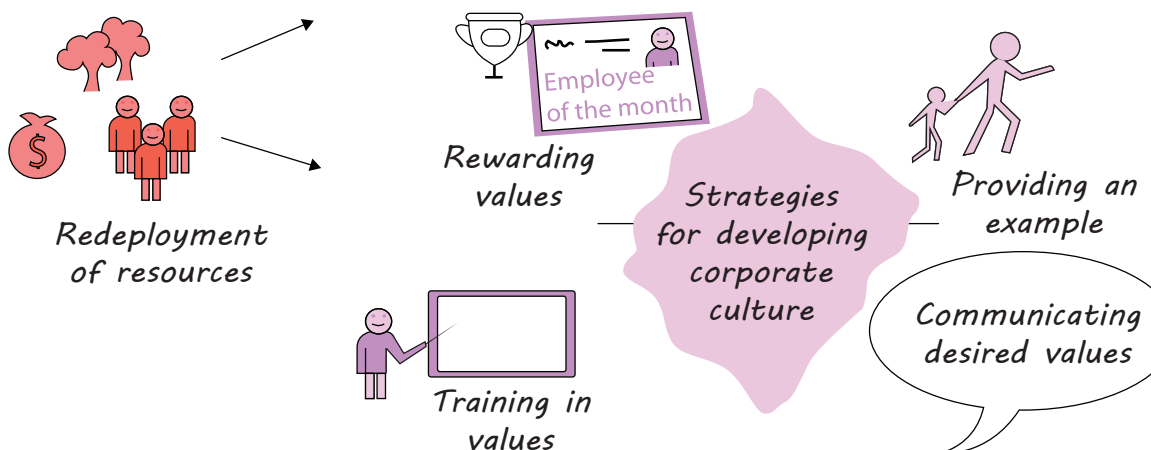 $
Redeployment
of resources
Employee
of the month
Rewarding
values
Training in
values
Strategies
for developing
corporate
culture
Providing an
example
Communicating
desired values